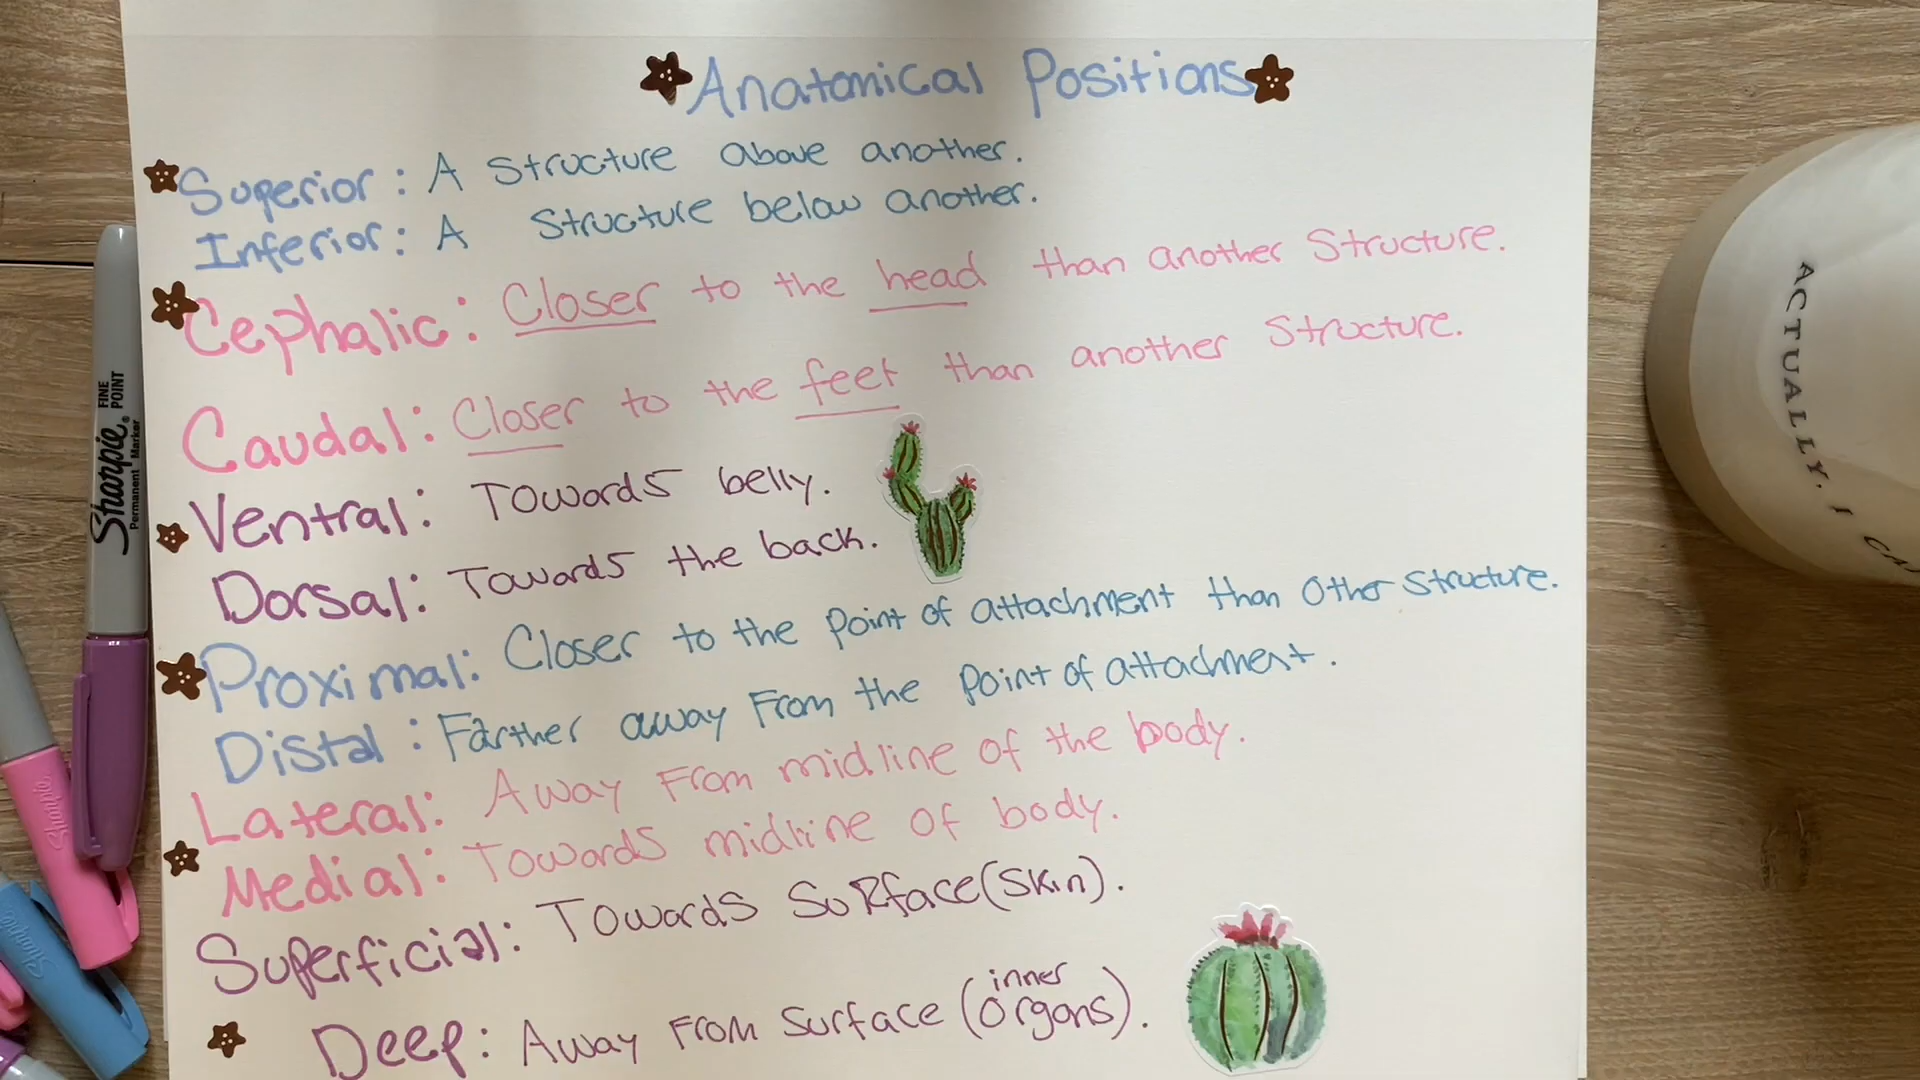 Anatomical Positions
Superior: A Structure above another.
Inferior: A Structure below another.
Cephalic: Closer to the head than another Structure.
Caudal: Closer to the feet than another Structure.
Ventral: Towards belly.
Dorsal: Towards the back.
Proximal: Closer to the point of attachment than Other Structure.
Distal: Farther away From the point of attachment.
Lateral: Away From midline of the body.
Medial: Towards midline of body.
Superficial: Towards Surface (Skin).
Deep: Away From Surface (inner organs).
Sharpie
FINE POINT
Permanent Marker
Sharpie
Sharpie
ACTUALLY, I